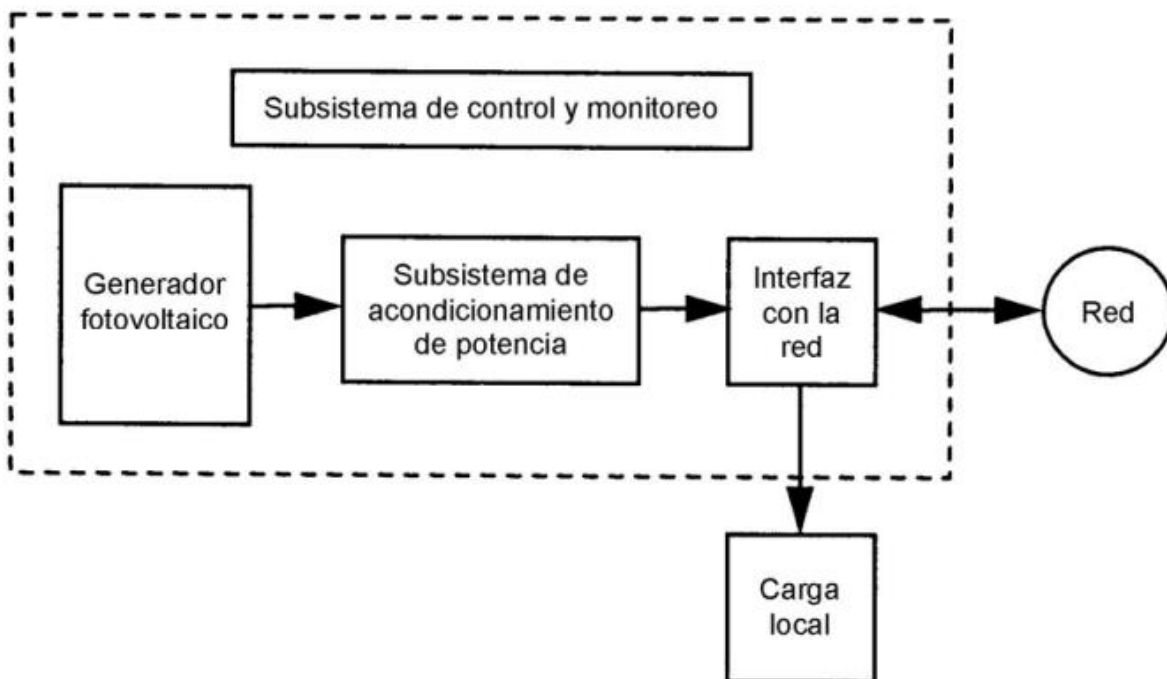 Subsistema de control y monitoreo
Generador
fotovoltaico
Subsistema de
acondicionamiento
de potencia
Interfaz
con la
red
Red
Carga
local